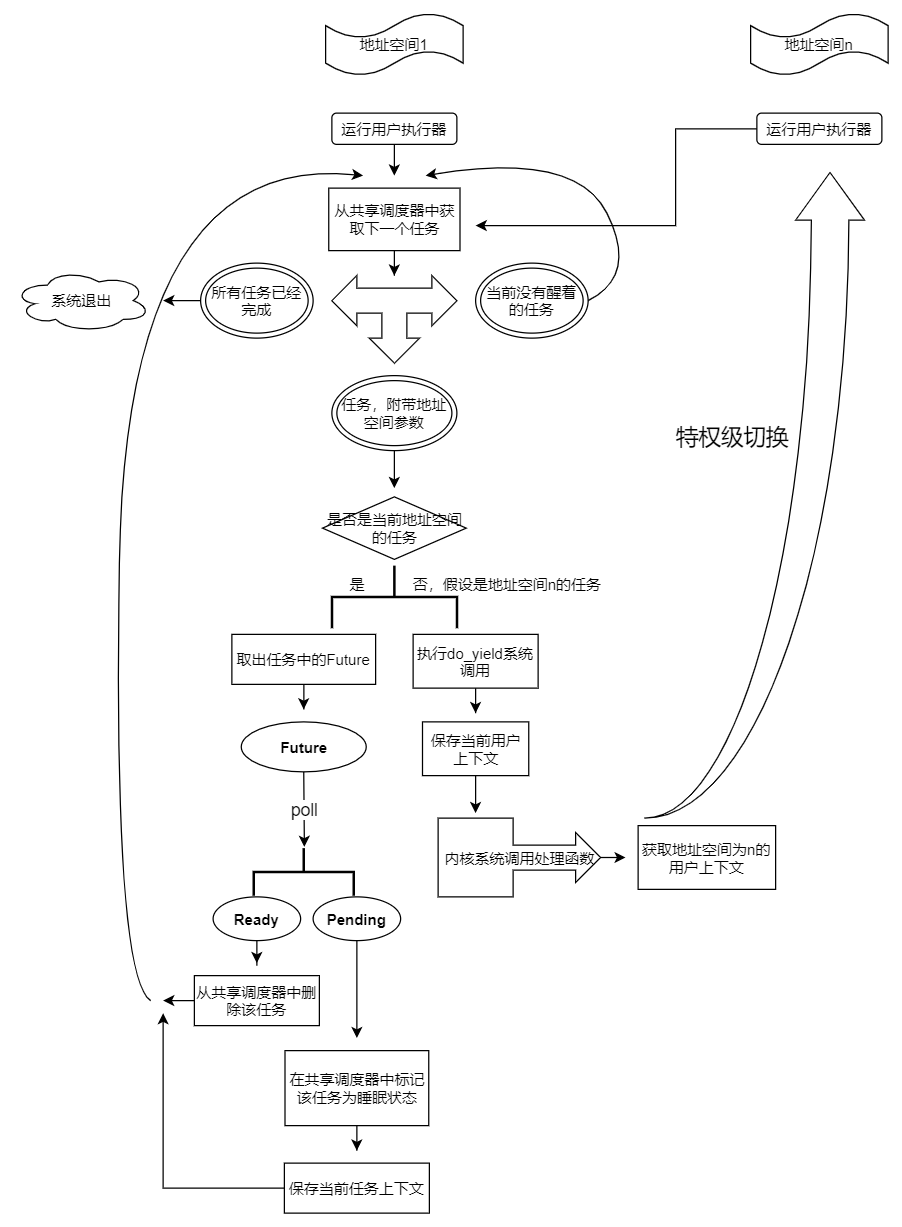 地址空间1
地址空间n
运行用户执行器
运行用户执行器
从共享调度器中获
取下一个任务
系统退出
所有任务已经
完成
当前没有醒着
的任务
任务，附带地址
空间参数
特权级切换
是否是当前地址空间
的任务
是
否，假设是地址空间n的任务
取出任务中的Future
执行do_yield系统
调用
Future
保存当前用户
上下文
poll
内核系统调用处理函数
获取地址空间为n的
用户上下文
Ready
Pending
从共享调度器中删
除该任务
在共享调度器中标记
该任务为睡眠状态
保存当前任务上下文